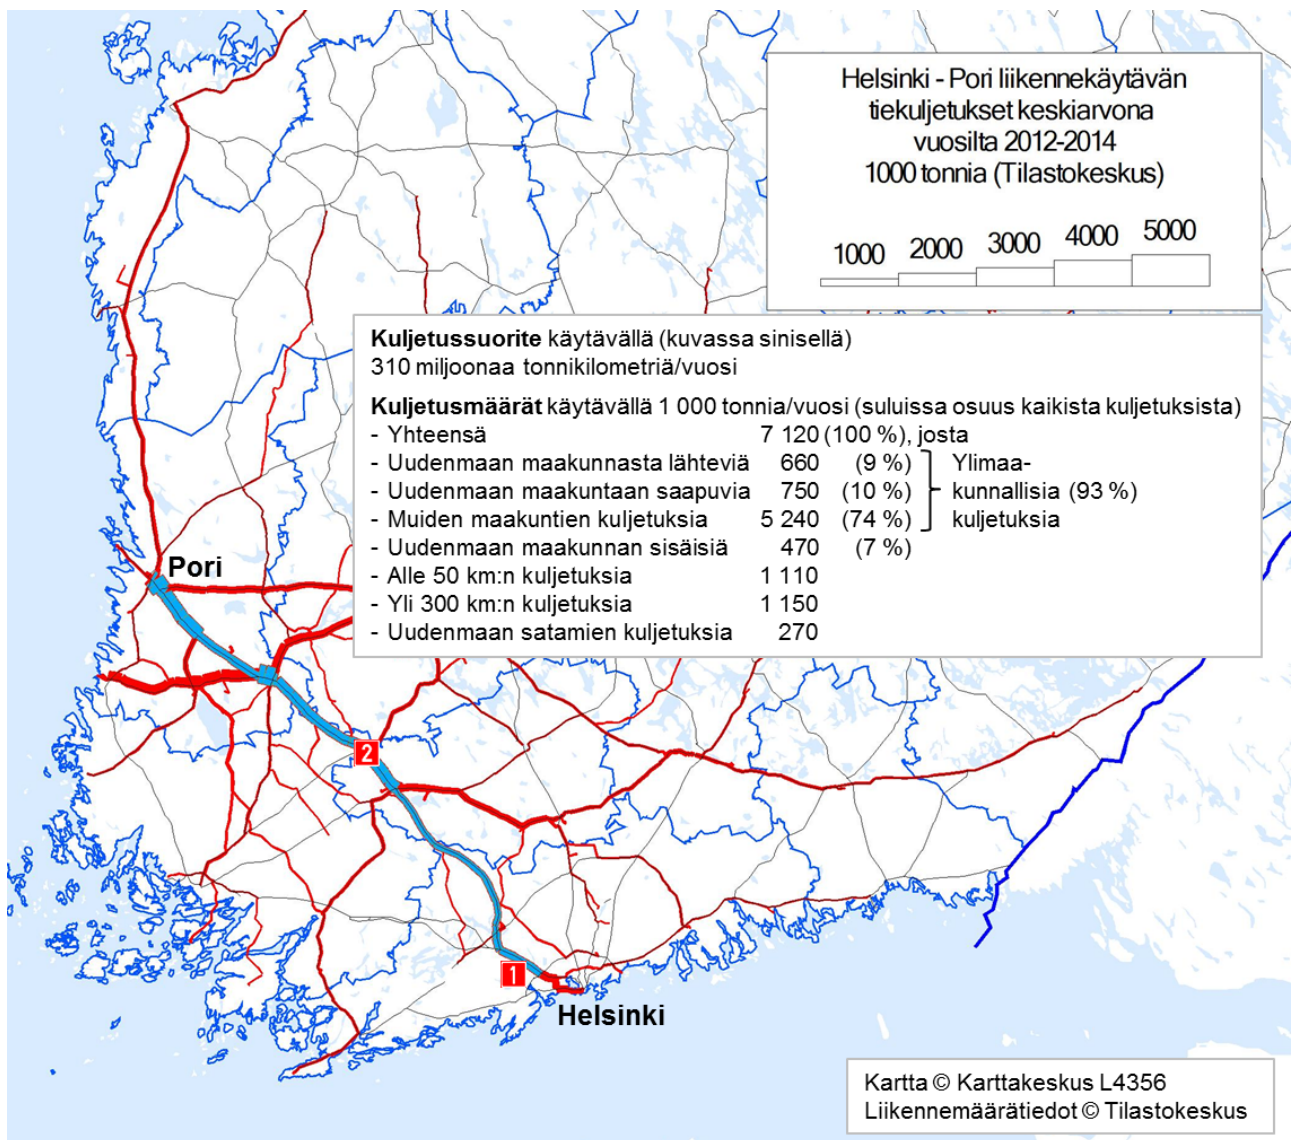 Helsinki - Pori liikennekäytävän
tiekuljetukset keskiarvona
vuosilta 2012-2014
1000 tonnia (Tilastokeskus)
1000 2000 3000 4000 5000
Kuljetussuorite käytävällä (kuvassa sinisellä)
310 miljoonaa tonnikilometriä/vuosi
Kuljetusmäärät käytävällä 1 000 tonnia/vuosi (suluissa osuus kaikista kuljetuksista)
- Yhteensä 7 120 (100 %), josta
- Uudenmaan maakunnasta lähteviä 660 (9 %) Ylimaa-
- Uudenmaan maakuntaan saapuvia 750 (10 %) kunnallisia (93 %)
- Muiden maakuntien kuljetuksia 5 240 (74 %) kuljetuksia
- Uudenmaan maakunnan sisäisiä 470 (7 %)
- Alle 50 km:n kuljetuksia 1 110
- Yli 300 km:n kuljetuksia 1 150
- Uudenmaan satamien kuljetuksia 270
Pori
2
1
Helsinki
Kartta © Karttakeskus L4356
Liikennemäärätiedot © Tilastokeskus